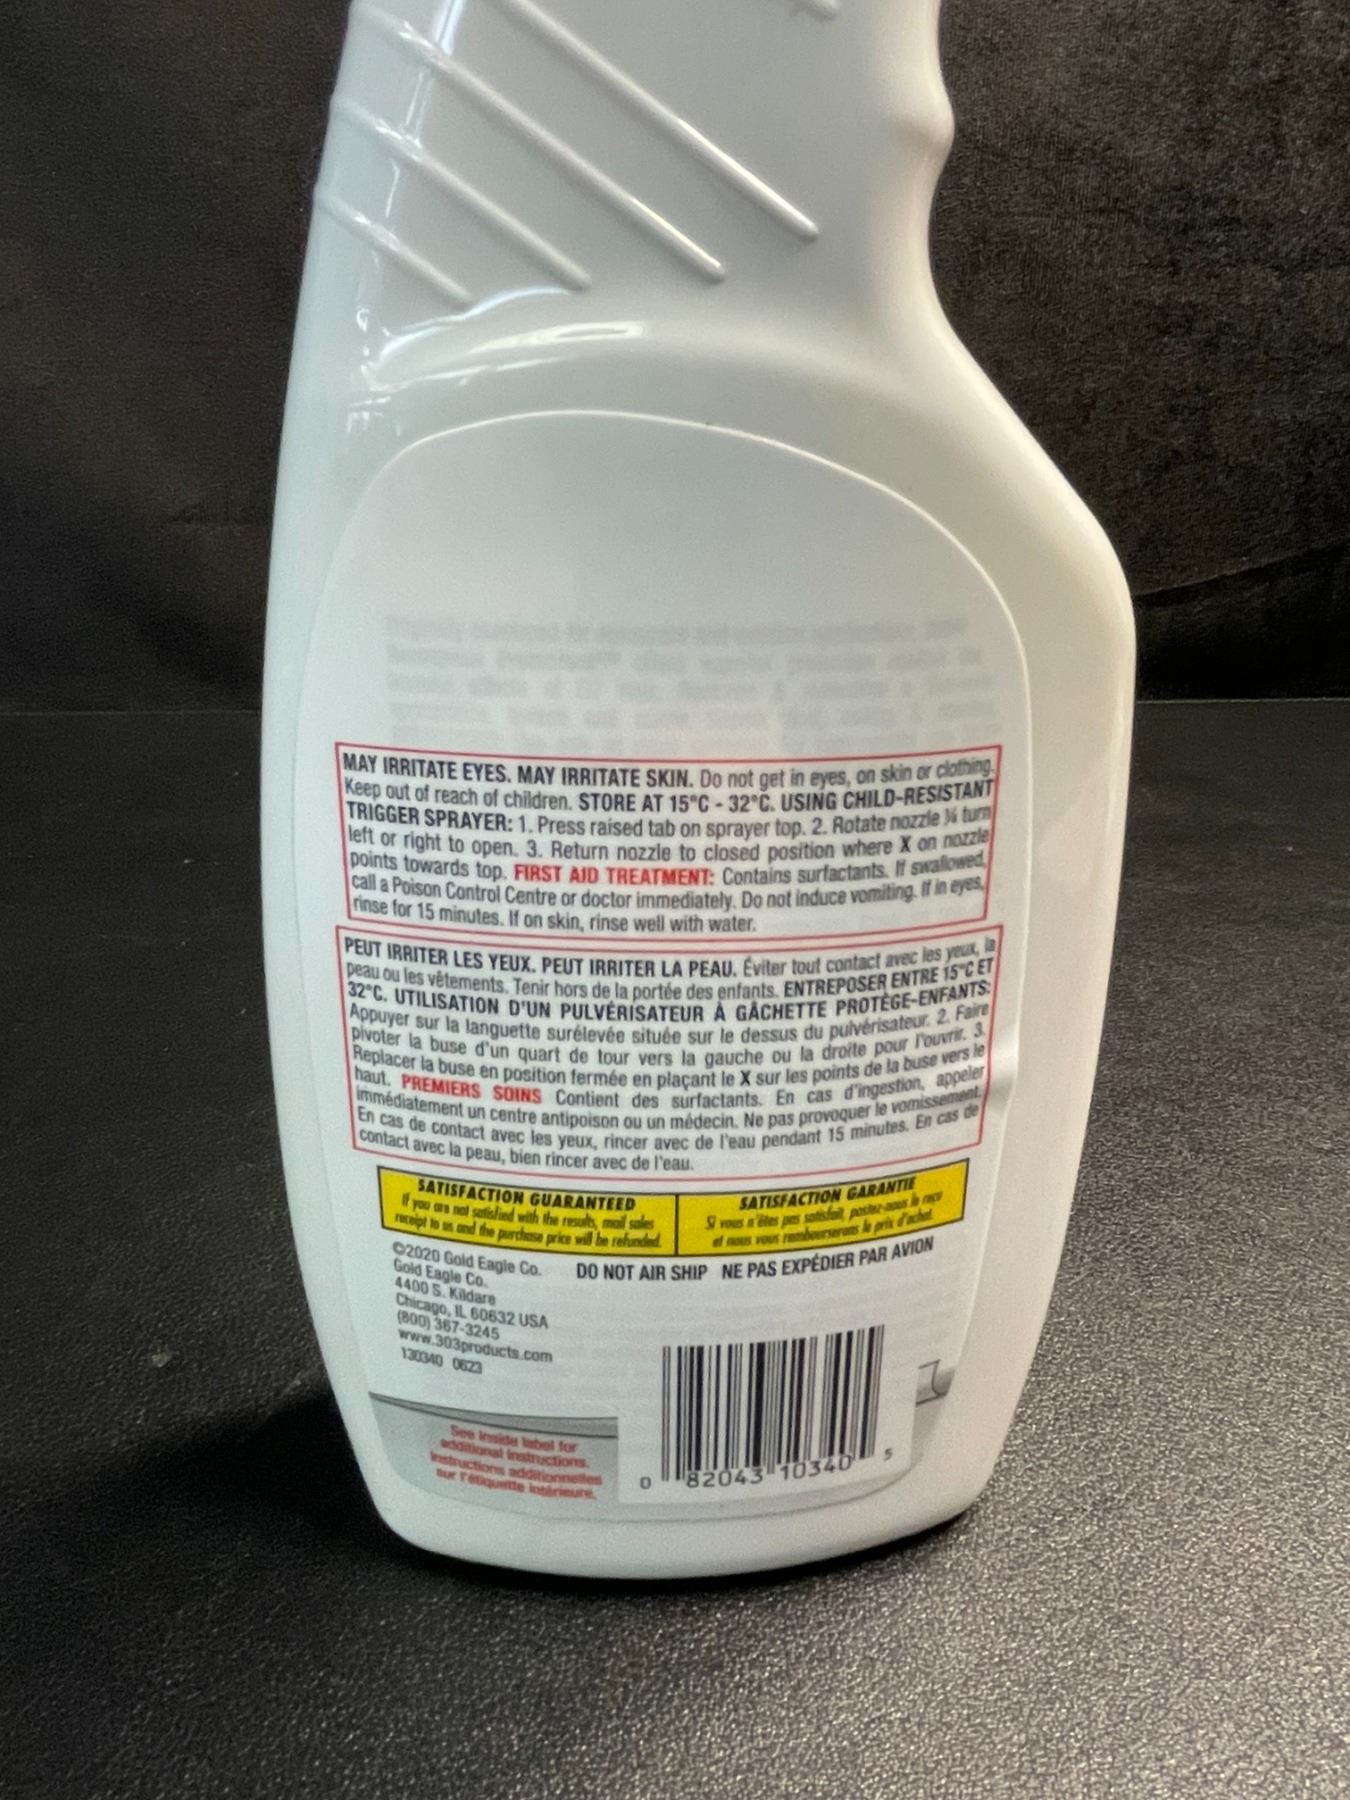 MAY IRRITATE EYES. MAY IRRITATE SKIN. Do not get in eyes, on skin or clothing.
Keep out of reach of children. STORE AT 15°C - 32°C. USING CHILD-RESISTANT
TRIGGER SPRAYER: 1. Press raised tab on sprayer top. 2. Rotate nozzle ¼ turn
left or right to open. 3. Return nozzle to closed position where X on nozzle
points towards top. FIRST AID TREATMENT: Contains surfactants. If swallowed,
call a Poison Control Centre or doctor immediately. Do not induce vomiting. If in eyes,
rinse for 15 minutes. If on skin, rinse well with water.
PEUT IRRITER LES YEUX. PEUT IRRITER LA PEAU. Éviter tout contact avec les yeux, la
peau ou les vêtements. Tenir hors de la portée des enfants. ENTREPOSER ENTRE 15°C ET
32°C. UTILISATION D'UN PULVÉRISATEUR À GÂCHETTE PROTÈGE-ENFANTS:
Appuyer sur la languette surélevée située sur le dessus du pulvérisateur. 2. Faire
pivoter la buse d'un quart de tour vers la gauche ou la droite pour l'ouvrir. 3.
Replacer la buse en position fermée en plaçant le X sur les points de la buse vers le
haut. PREMIERS SOINS Contient des surfactants. En cas d'ingestion, appeler
immédiatement un centre antipoison ou un médecin. Ne pas provoquer le vomissement.
En cas de contact avec les yeux, rincer avec de l'eau pendant 15 minutes. En cas de
contact avec la peau, bien rincer avec de l'eau.
SATISFACTION GUARANTEED
If you are not satisfied with the results, mail sales
receipt to us and the purchase price will be refunded.
SATISFACTION GARANTIE
Si vous n'êtes pas satisfait, postez-nous le reçu
et nous vous rembourserons le prix d'achat.
©2020 Gold Eagle Co.
Gold Eagle Co.
4400 S. Kildare
Chicago, IL 60632 USA
(800) 367-3245
www.303products.com
130340 0623
DO NOT AIR SHIP NE PAS EXPÉDIER PAR AVION
See inside label for
additional instructions.
Instructions additionnelles
sur l'étiquette intérieure.
0 82043 10340 5